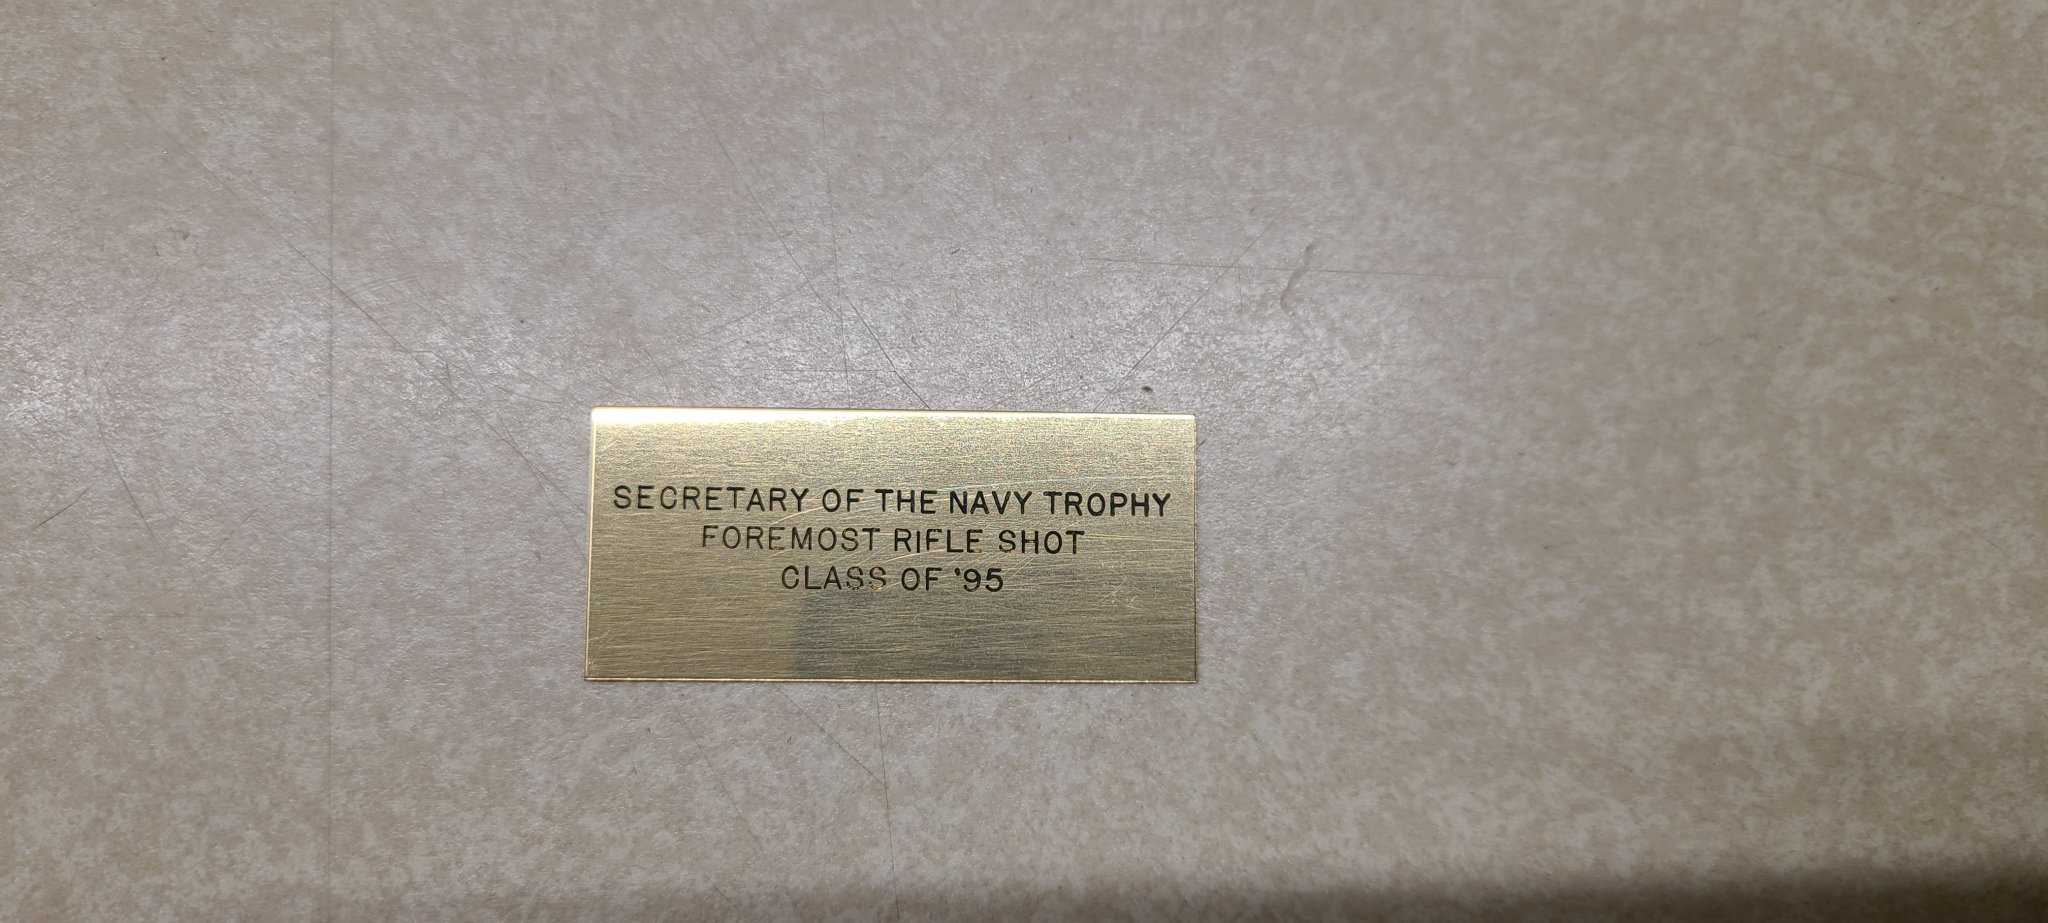 SECRETARY OF THE NAVY TROPHY
FOREMOST RIFLE SHOT
CLASS OF '95